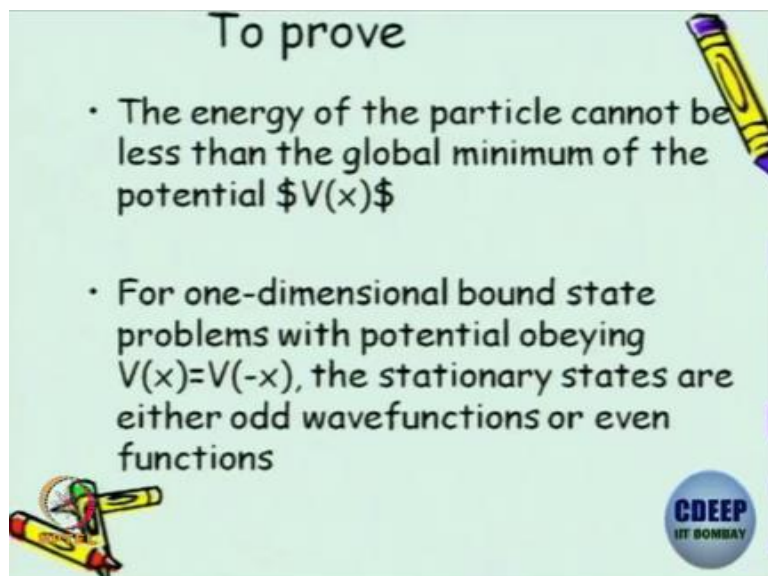 To prove
• The energy of the particle cannot be
less than the global minimum of the
potential $V(x)$
• For one-dimensional bound state
problems with potential obeying
V(x)=V(-x), the stationary states are
either odd wavefunctions or even
functions
NPTEL
CDEEP
IIT BOMBAY